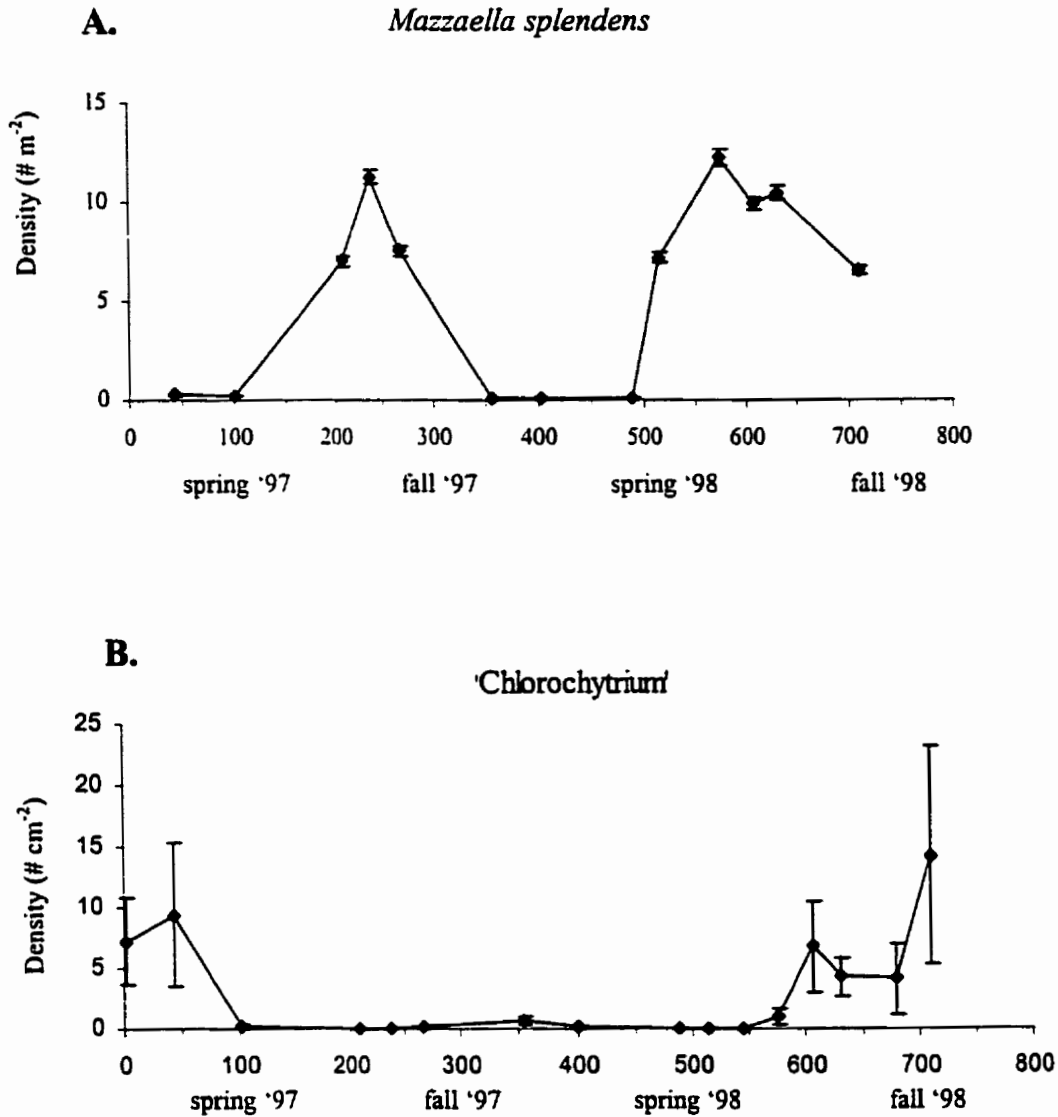 A.
Mazzaella splendens
Density (# m-2)
15
10
5
0
0 100 200 300 400 500 600 700 800
spring '97 fall '97 spring '98 fall '98
B.
'Chlorochytrium'
Density (# cm-2)
25
20
15
10
5
0
0 100 200 300 400 500 600 700 800
spring '97 fall '97 spring '98 fall '98